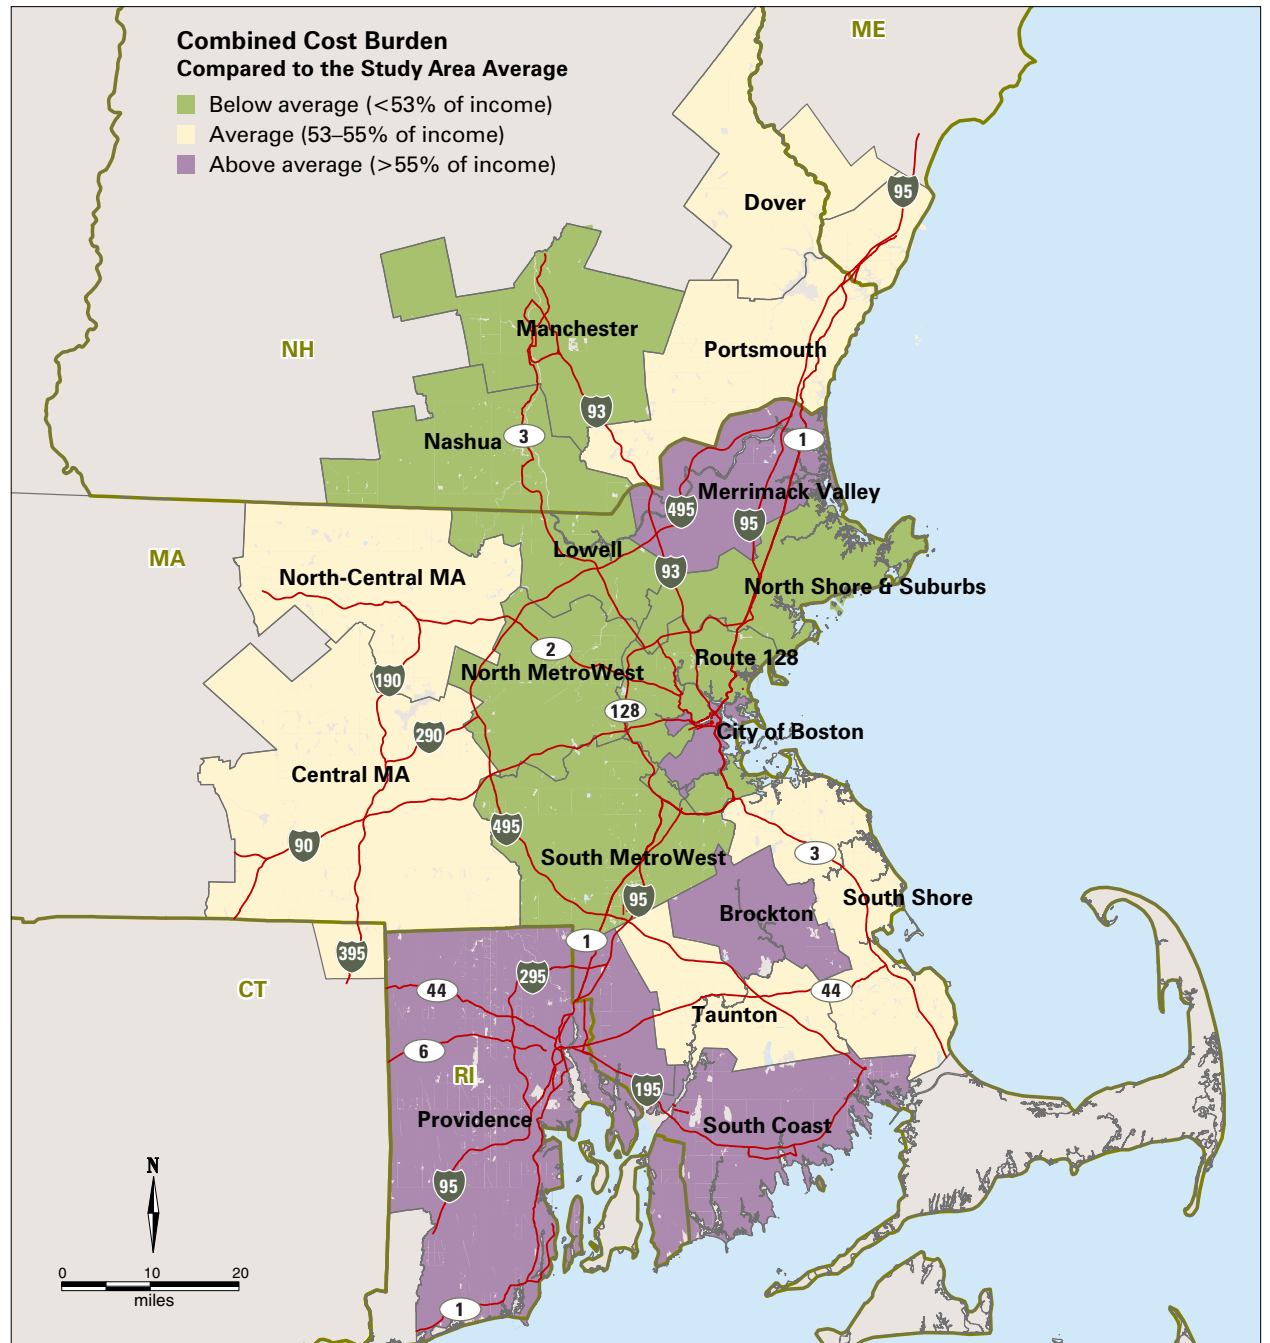 ME
Combined Cost Burden
Compared to the Study Area Average
Below average (<53% of income)
Average (53–55% of income)
Above average (>55% of income)
95
Dover
Manchester
NH
Portsmouth
93
Nashua
3
1
Merrimack Valley
495
95
MA
Lowell
93
North-Central MA
North Shore & Suburbs
2
Route 128
North MetroWest
190
128
290
City of Boston
Central MA
495
90
3
South MetroWest
95
South Shore
Brockton
1
395
295
CT
44
44
Taunton
6
RI
195
Providence
South Coast
N
95
0 10 20
miles
1